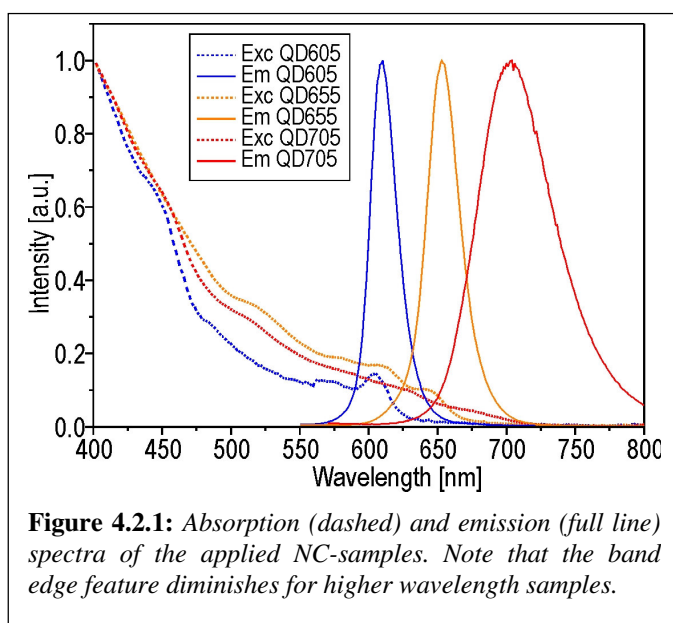 Exc QD605
Em QD605
Exc QD655
Em QD655
Exc QD705
Em QD705
Intensity [a.u.]
1.0
0.8
0.6
0.4
0.2
0.0
400 450 500 550 600 650 700 750 800
Wavelength [nm]
Figure 4.2.1: Absorption (dashed) and emission (full line)
spectra of the applied NC-samples. Note that the band
edge feature diminishes for higher wavelength samples.